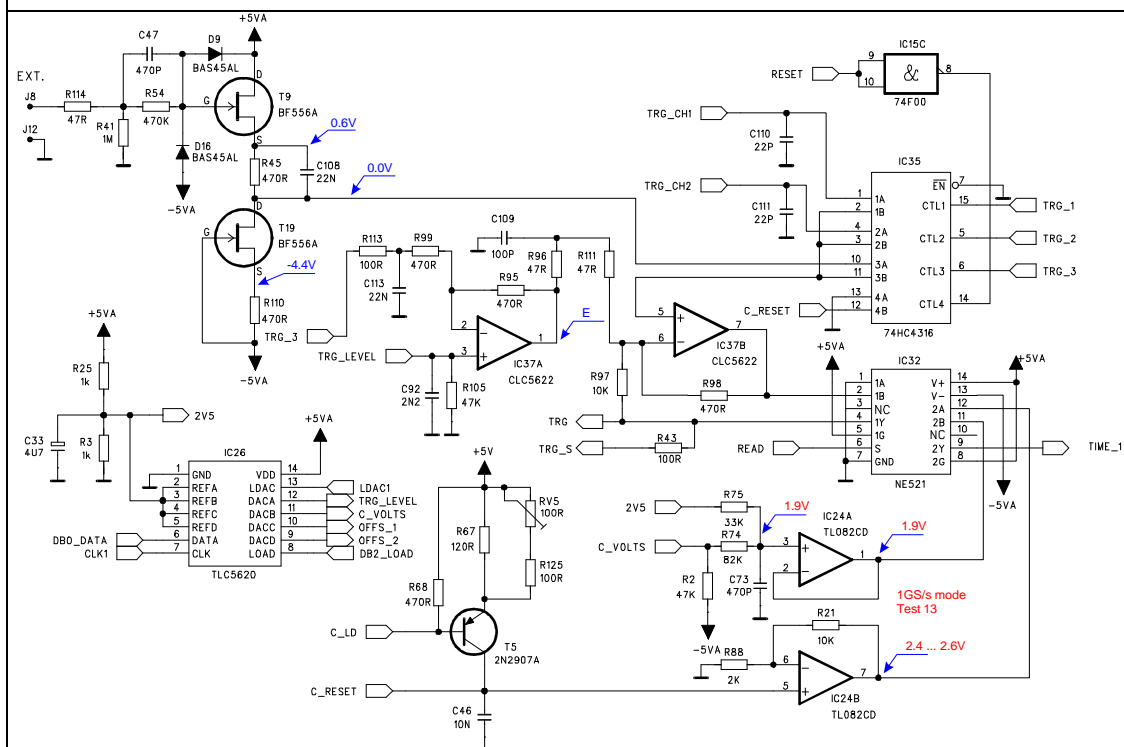 +5VA
C47
470P
D9
BAS45AL
EXT.
J8
R114
47R
R54
470K
G
D
T9
BF556A
S
J12
R41
1M
D16
BAS45AL
-5VA
0.6V
R45
470R
C108
22N
0.0V
D
G
T19
BF556A
S
-4.4V
R110
470R
-5VA
IC15C
RESET
9
10
&
8
74F00
TRG_CH1
C110
22P
TRG_CH2
C111
22P
IC35
1 1A
2 1B
4 2A
3 2B
10 3A
11 3B
13 4A
12 4B
EN 7
CTL1 15 TRG_1
CTL2 5 TRG_2
CTL3 6 TRG_3
CTL4 14
C_RESET
74HC4316
C109
100P
R113
100R
R99
470R
R96
47R
R111
47R
C113
22N
R95
470R
TRG_3
TRG_LEVEL
2
3
1
E
IC37A
CLC5622
C92
2N2
R105
47K
5
6
7
IC37B
CLC5622
R97
10K
R98
470R
TRG
TRG_S
R43
100R
+5VA
IC32
+5VA
1 1A
2 1B
3 NC
4 1Y
5 1G
6 S
7 GND
V+ 14
V- 13
2A 12
2B 11
NC 10
2Y 9
2G 8
READ
TIME_1
NE521
-5VA
+5VA
R25
1k
2V5
C33
4U7
R3
1k
+5VA
IC26
1 GND
2 REFA
3 REFB
4 REFC
5 REFD
6 DATA
7 CLK
VDD 14
LDAC 13 LDAC1
DACA 12 TRG_LEVEL
DACB 11 C_VOLTS
DACC 10 OFFS_1
DACD 9 OFFS_2
LOAD 8 DB2_LOAD
DB0_DATA
CLK1
TLC5620
+5V
R67
120R
RV5
100R
R125
100R
R68
470R
C_LD
T5
2N2907A
C_RESET
C46
10N
2V5
R75
33K
1.9V
C_VOLTS
R74
82K
R2
47K
C73
470P
-5VA
IC24A
TL082CD
3
2
1
1.9V
1GS/s mode
Test 13
R21
10K
R88
2K
6
5
7
2.4 ... 2.6V
IC24B
TL082CD